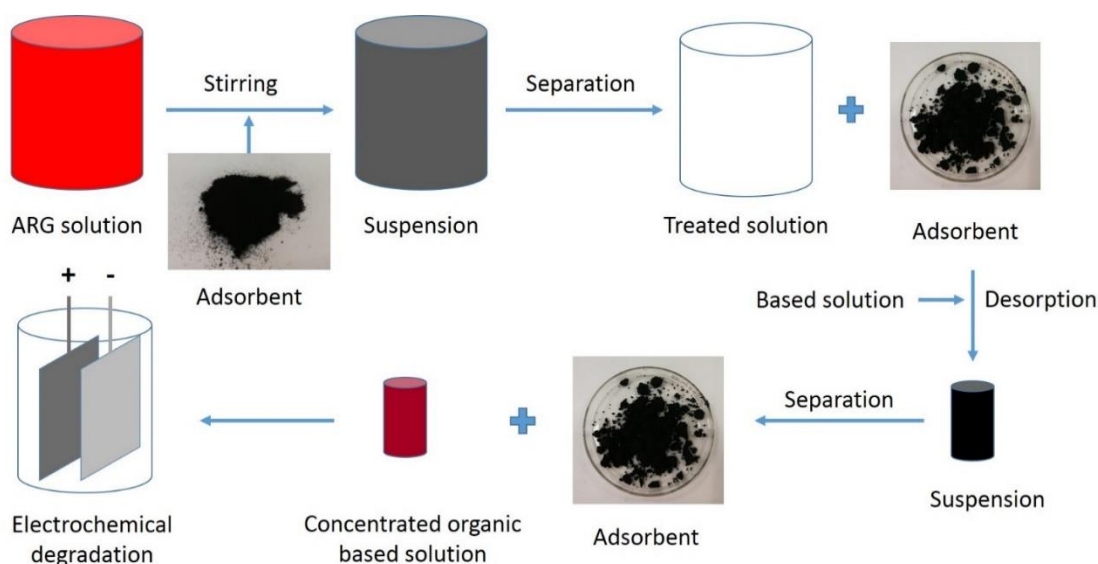 Stirring
Separation
ARG solution
Suspension
Treated solution
Adsorbent
Adsorbent
+ -
Based solution
Desorption
Separation
Suspension
Electrochemical
degradation
Concentrated organic
based solution
Adsorbent